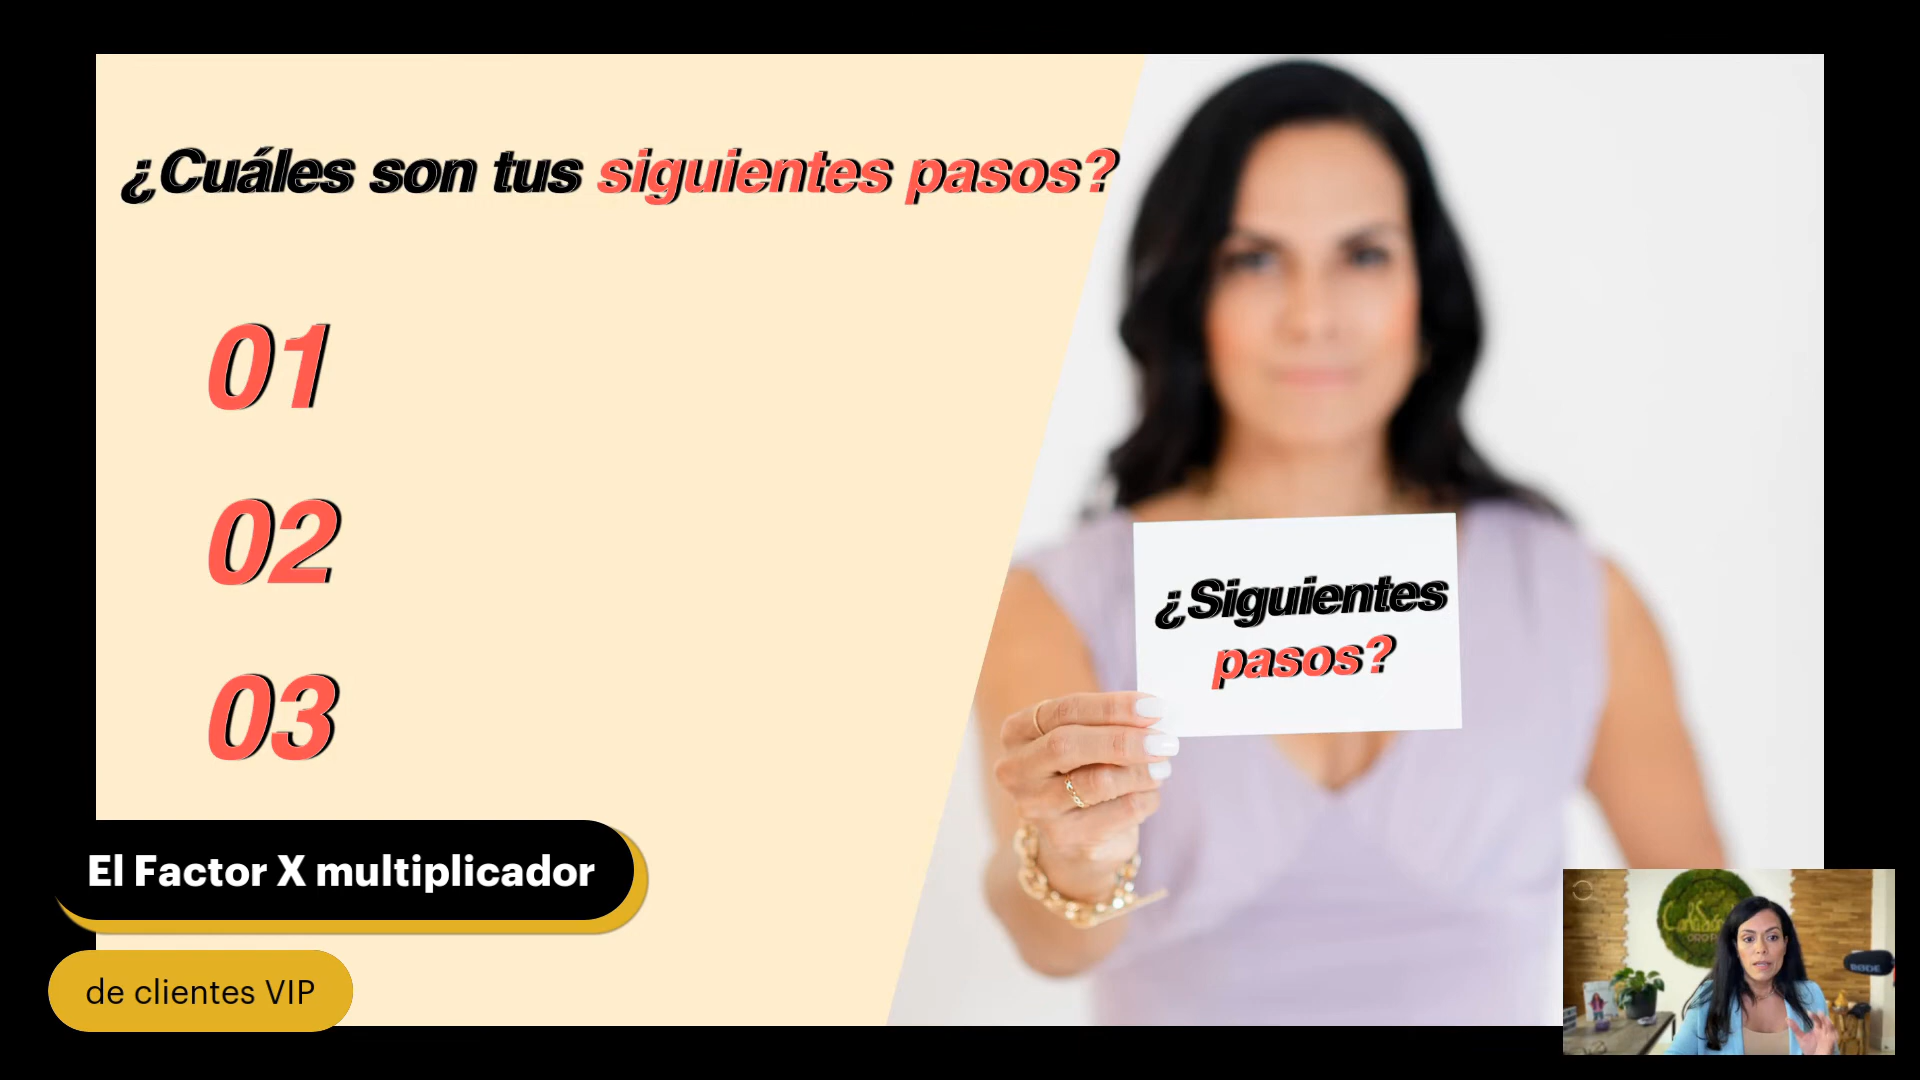 ¿Cuáles son tus siguientes pasos?
01
02
03
¿Siguientes
pasos?
El Factor X multiplicador
de clientes VIP